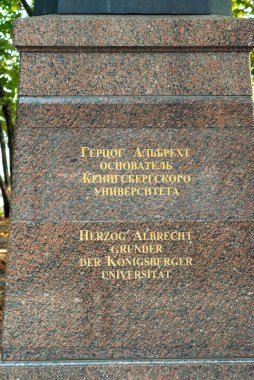 Герцог Альбрехт
основатель
Кенигсбергского
университета
Herzog Albrecht
gründer
der Königsberger
universität